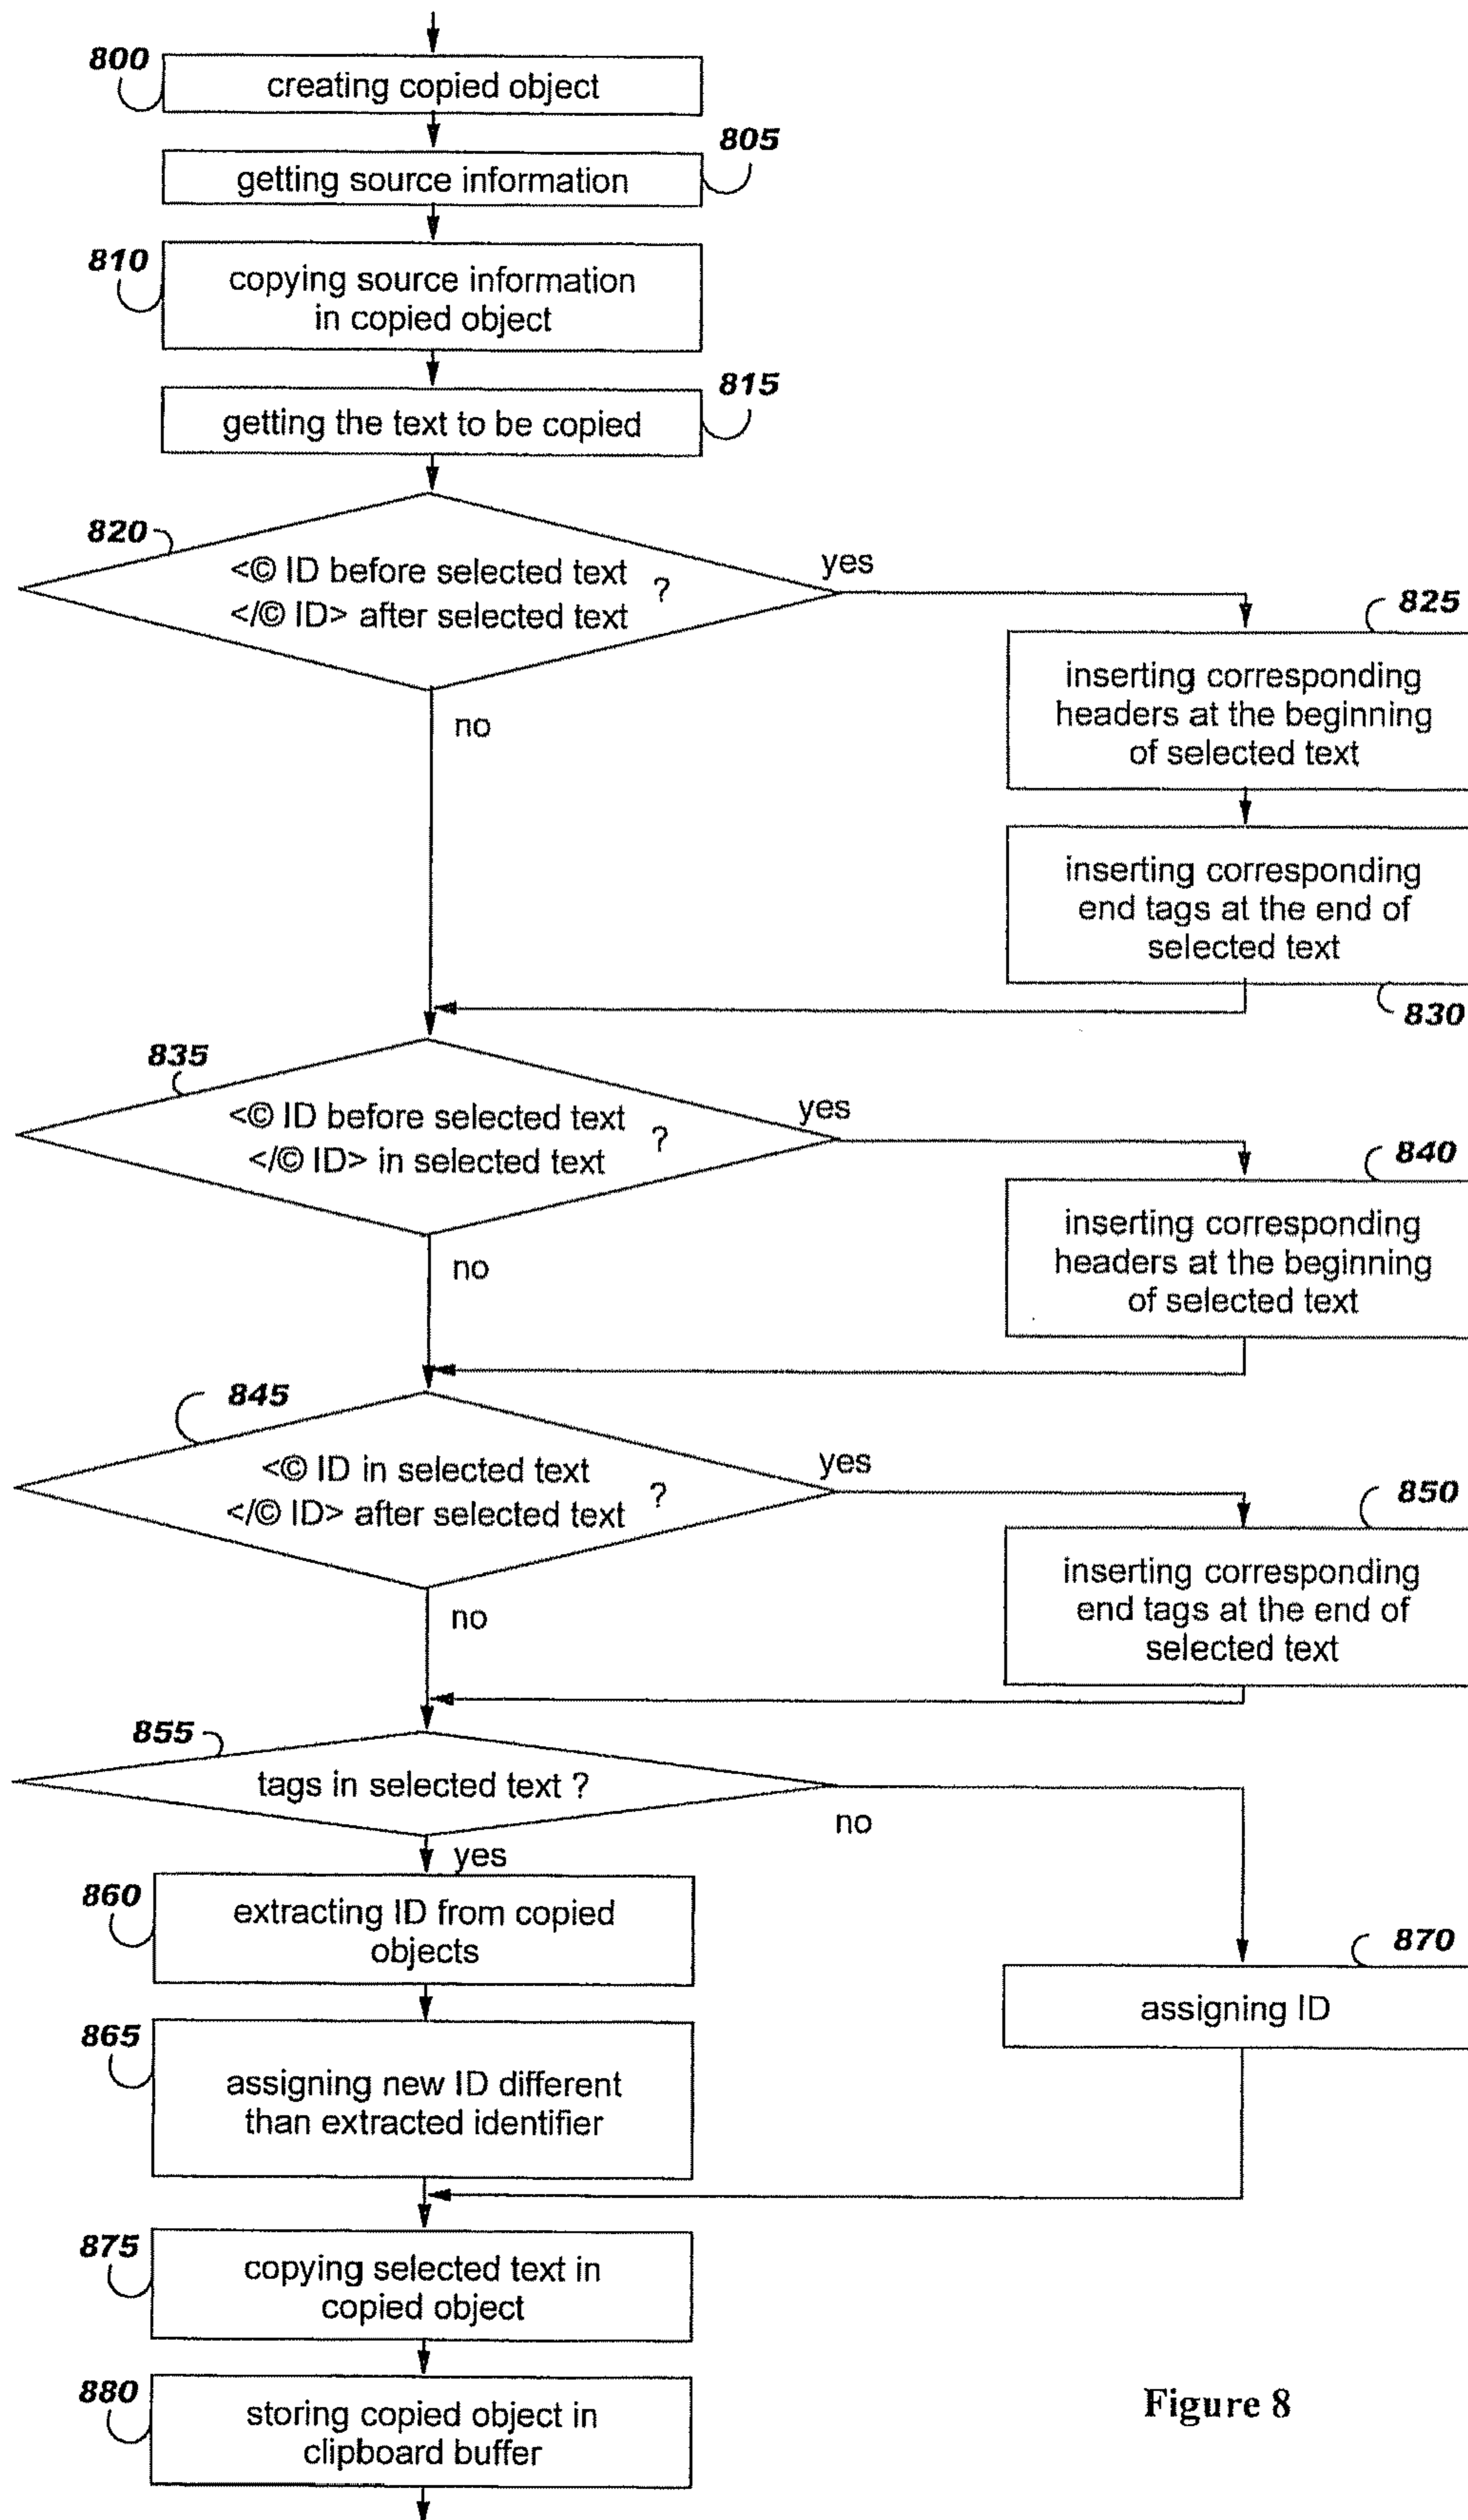 800
creating copied object
805
getting source information
810
copying source information
in copied object
815
getting the text to be copied
820
<© ID before selected text
</© ID> after selected text
?
yes
no
825
inserting corresponding
headers at the beginning
of selected text
inserting corresponding
end tags at the end of
selected text
830
835
<© ID before selected text
</© ID> in selected text
?
yes
no
840
inserting corresponding
headers at the beginning
of selected text
845
<© ID in selected text
</© ID> after selected text
?
yes
no
850
inserting corresponding
end tags at the end of
selected text
855
tags in selected text ?
no
yes
860
extracting ID from copied
objects
865
assigning new ID different
than extracted identifier
870
assigning ID
875
copying selected text in
copied object
880
storing copied object in
clipboard buffer
Figure 8